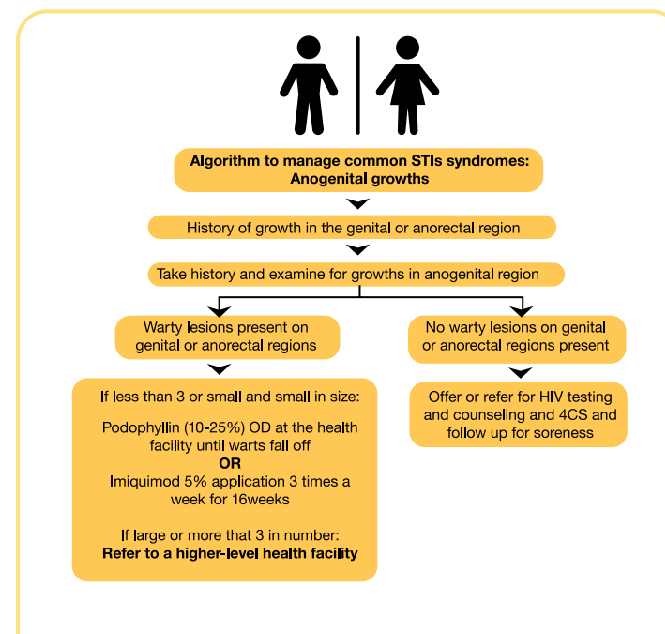 Algorithm to manage common STIs syndromes:
Anogenital growths
History of growth in the genital or anorectal region
Take history and examine for growths in anogenital region
Warty lesions present on
genital or anorectal regions
If less than 3 or small and small in size:
Podophyllin (10-25%) OD at the health
facility until warts fall off
OR
Imiquimod 5% application 3 times a
week for 16weeks
If large or more that 3 in number:
Refer to a higher-level health facility
No warty lesions on genital
or anorectal regions present
Offer or refer for HIV testing
and counseling and 4CS and
follow up for soreness